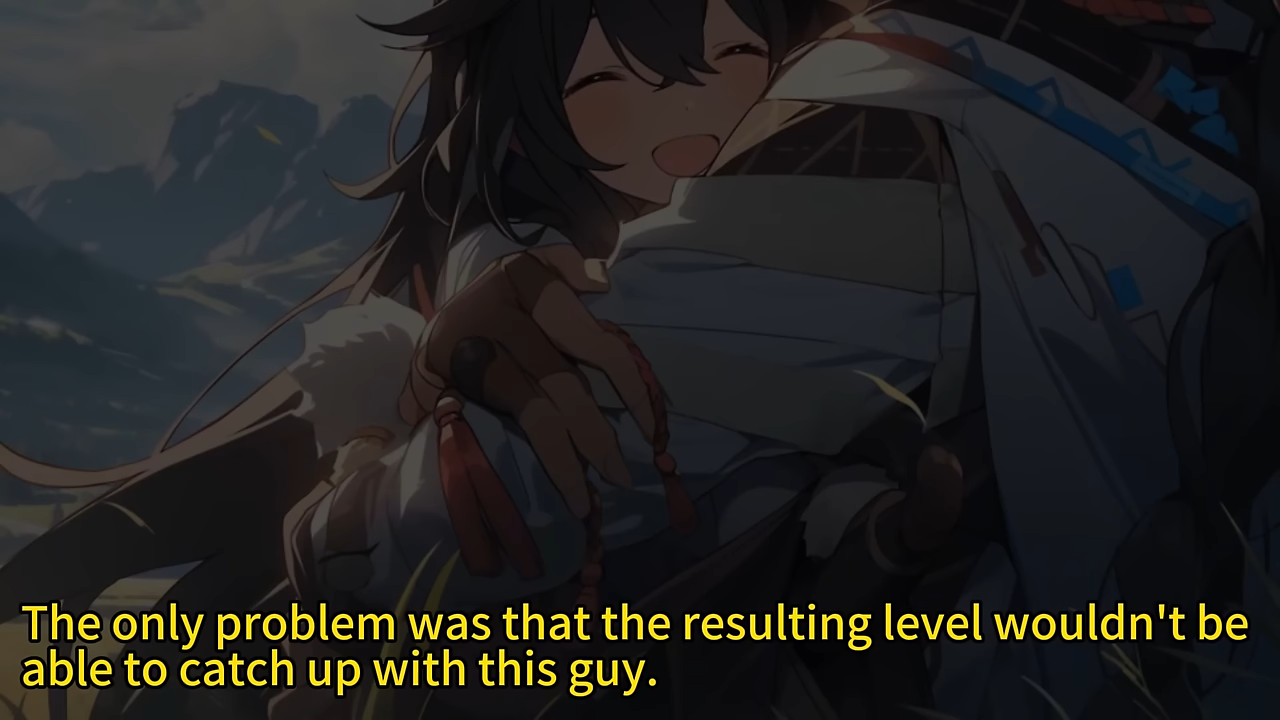 The only problem was that the resulting level wouldn't be
able to catch up with this guy.